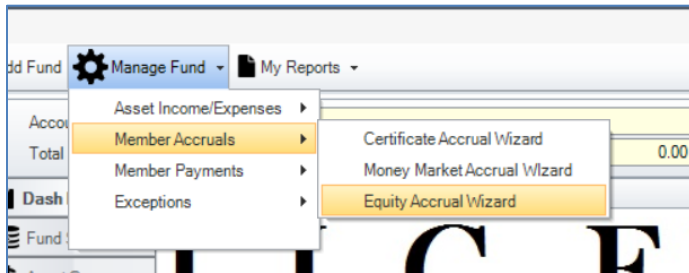 dd Fund Manage Fund My Reports
Accou
Asset Income/Expenses
Member Accruals
Certificate Accrual Wizard
Total
0.00
Member Payments
Money Market Accrual WIzard
Dash
Exceptions
Equity Accrual Wizard
Fund